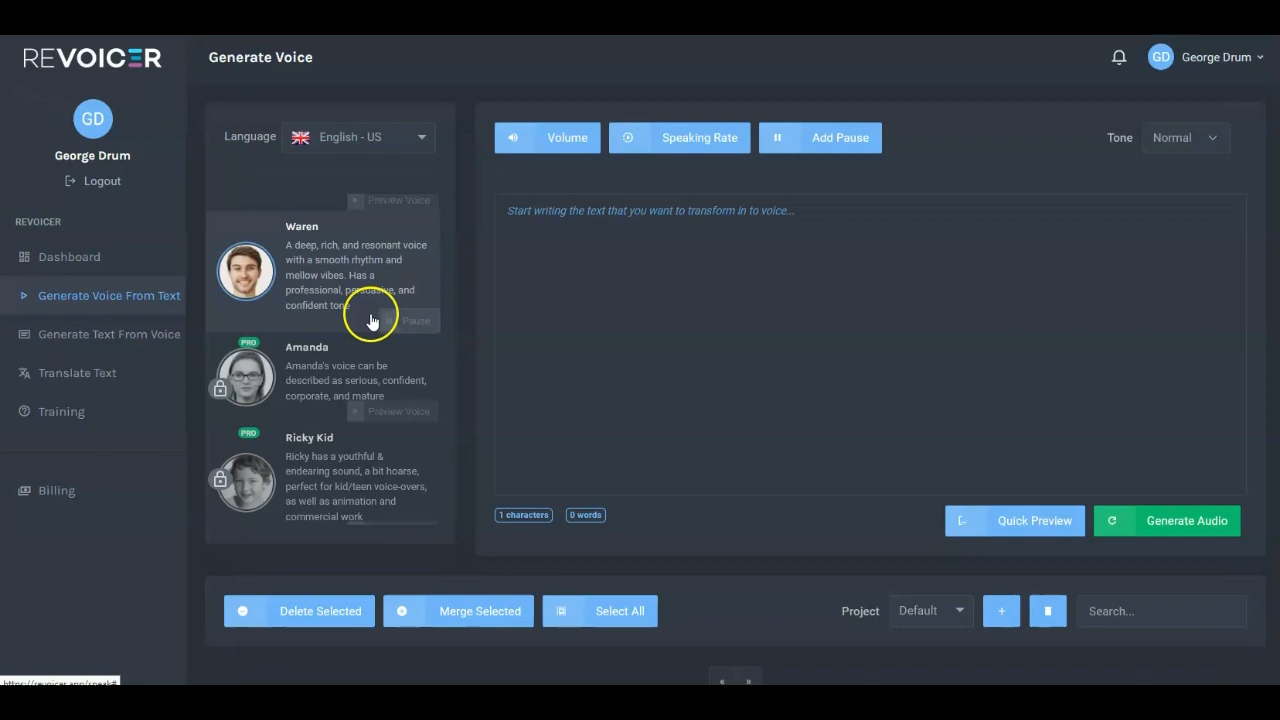 REVOICER
Generate Voice
GD
George Drum
GD
George Drum
Logout
REVOICER
Dashboard
Generate Voice From Text
Generate Text From Voice
Translate Text
Training
Billing
Language
English - US
Preview Voice
Waren
A deep, rich, and resonant voice
with a smooth rhythm and
mellow vibes. Has a
professional, persuasive, and
confident tone
Pause
PRO
Amanda
Amanda's voice can be
described as serious, confident,
corporate, and mature
Preview Voice
PRO
Ricky Kid
Ricky has a youthful &
endearing sound, a bit hoarse,
perfect for kid/teen voice-overs,
as well as animation and
commercial work
Volume
Speaking Rate
Add Pause
Tone
Normal
Start writing the text that you want to transform in to voice...
1 characters
0 words
Quick Preview
Generate Audio
Delete Selected
Merge Selected
Select All
Project
Default
+
Search...
« »
https://revoicer.app/speak#